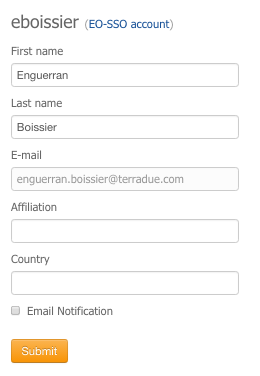 eboissier (EO-SSO account)
First name
Enguerran
Last name
Boissier
E-mail
enguerran.boissier@terradue.com
Affiliation
Country
Email Notification
Submit